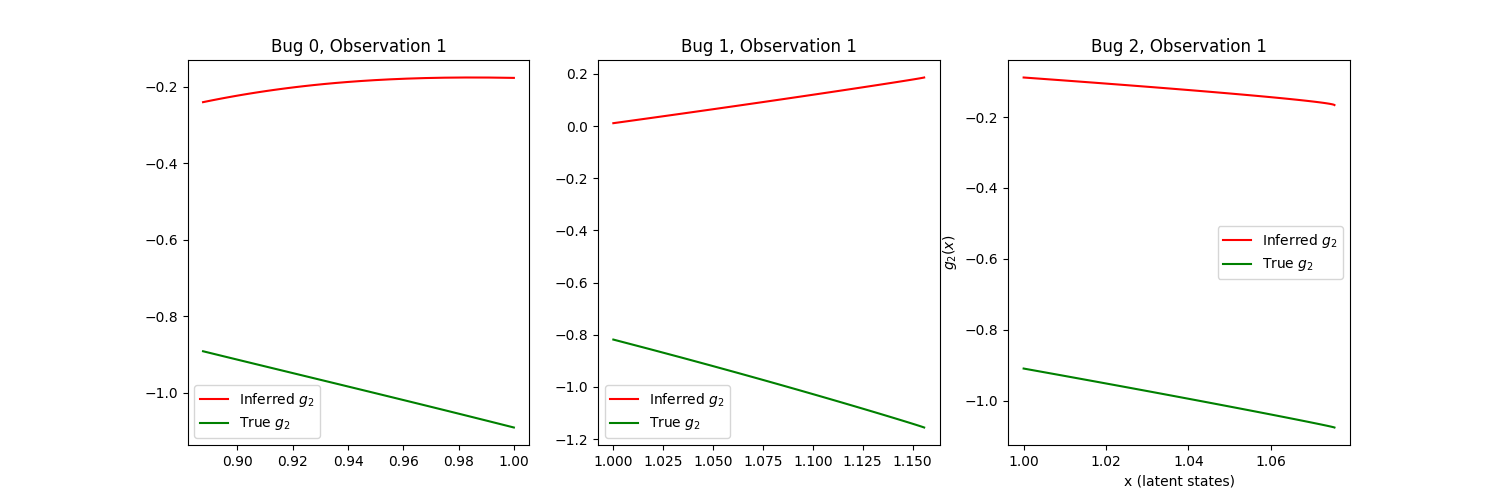 Bug 0, Observation 1
−0.2
−0.4
−0.6
−0.8
−1.0
Inferred g₂
True g₂
0.90 0.92 0.94 0.96 0.98 1.00
Bug 1, Observation 1
0.2
0.0
−0.2
−0.4
−0.6
−0.8
−1.0
−1.2
Inferred g₂
True g₂
1.000 1.025 1.050 1.075 1.100 1.125 1.150
Bug 2, Observation 1
g₂(x)
−0.2
−0.4
−0.6
−0.8
−1.0
Inferred g₂
True g₂
1.00 1.02 1.04 1.06
x (latent states)